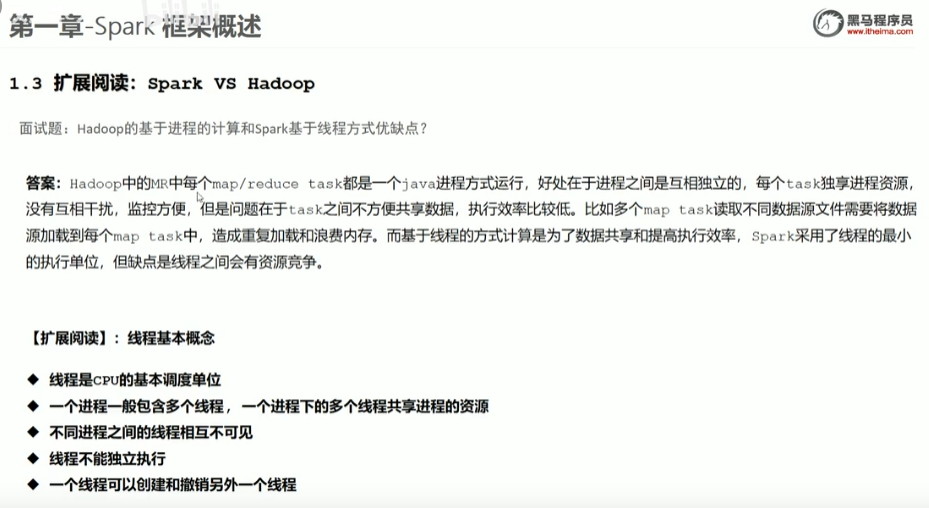 第一章-Spark 框架概述
黑马程序员
www.itheima.com
1.3 扩展阅读：Spark VS Hadoop
面试题：Hadoop的基于进程的计算和Spark基于线程方式优缺点？
答案：Hadoop中的MR中每个map/reduce task都是一个java进程方式运行，好处在于进程之间是互相独立的，每个task独享进程资源，
没有互相干扰，监控方便，但是问题在于task之间不方便共享数据，执行效率比较低。比如多个map task读取不同数据源文件需要将数据
源加载到每个map task中，造成重复加载和浪费内存。而基于线程的方式计算是为了数据共享和提高执行效率，Spark采用了线程的最小
的执行单位，但缺点是线程之间会有资源竞争。
【扩展阅读】：线程基本概念
◆ 线程是CPU的基本调度单位
◆ 一个进程一般包含多个线程，一个进程下的多个线程共享进程的资源
◆ 不同进程之间的线程相互不可见
◆ 线程不能独立执行
◆ 一个线程可以创建和撤销另外一个线程